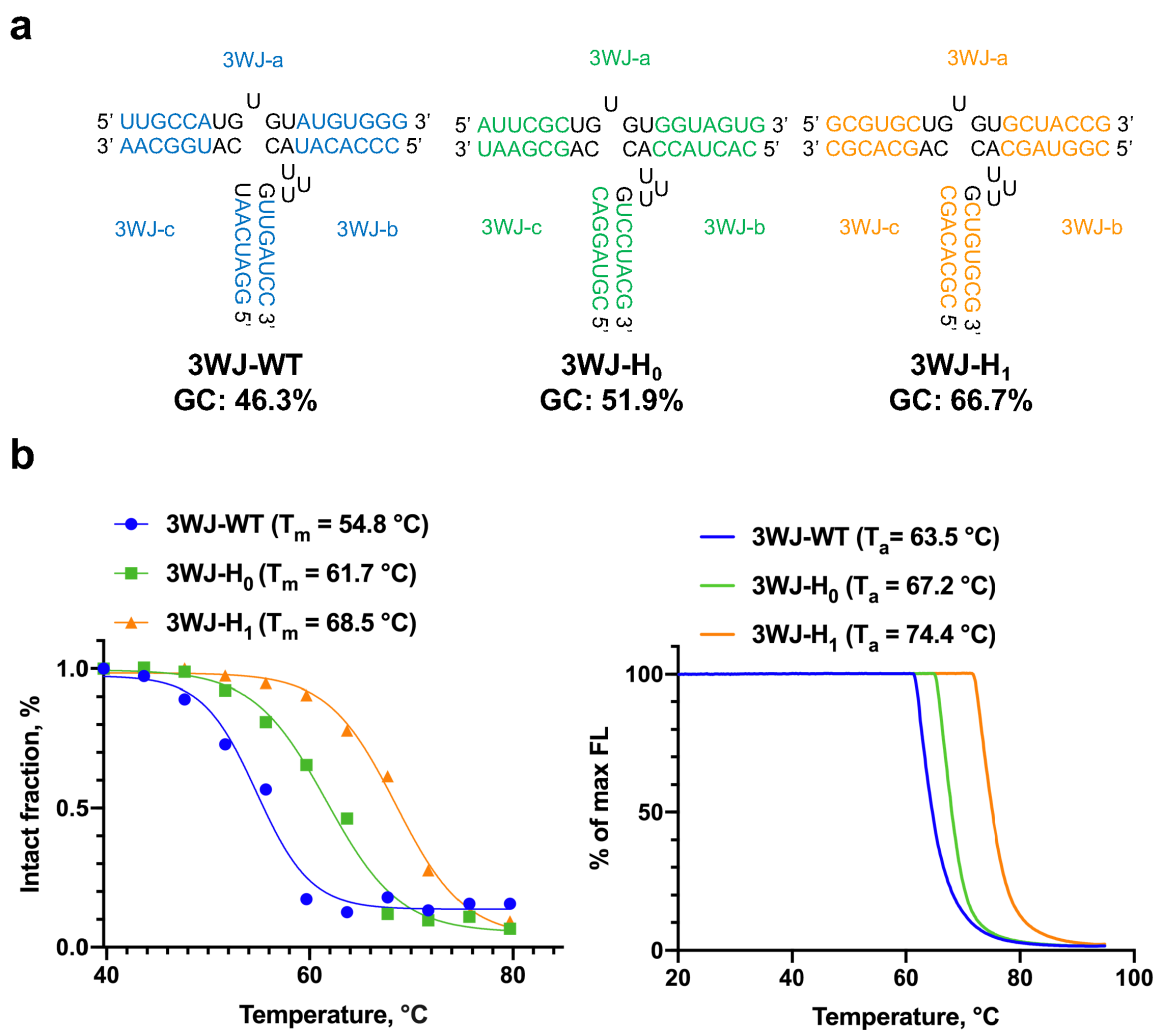 a
3WJ-a
U
5’ UUGCCAUG GUAUGUGGG 3’
3’ AACGGUAC CAUACACCC 5’
U
U
U
UAACUAGG 5’
GUUGAUCC 3’
3WJ-c
3WJ-b
3WJ-WT
GC: 46.3%
3WJ-a
U
5’ AUUCGCUG GUGGUAGUG 3’
3’ UAAGCGAC CACCAUCAC 5’
U
U
U
CAGGAUGC 5’
GUCCUACG 3’
3WJ-c
3WJ-b
3WJ-H0
GC: 51.9%
3WJ-a
U
5’ GCGUGCUG GUGCUACCG 3’
3’ CGCACGAC CACGAUGGC 5’
U
U
U
CGACACGC 5’
GCUGUGCG 3’
3WJ-c
3WJ-b
3WJ-H1
GC: 66.7%
b
3WJ-WT (Tm = 54.8 °C)
3WJ-H0 (Tm = 61.7 °C)
3WJ-H1 (Tm = 68.5 °C)
Intact fraction, %
1.0
0.5
0.0
40
60
80
Temperature, °C
3WJ-WT (Ta= 63.5 °C)
3WJ-H0 (Ta = 67.2 °C)
3WJ-H1 (Ta = 74.4 °C)
% of max FL
100
50
0
20
40
60
80
100
Temperature, °C